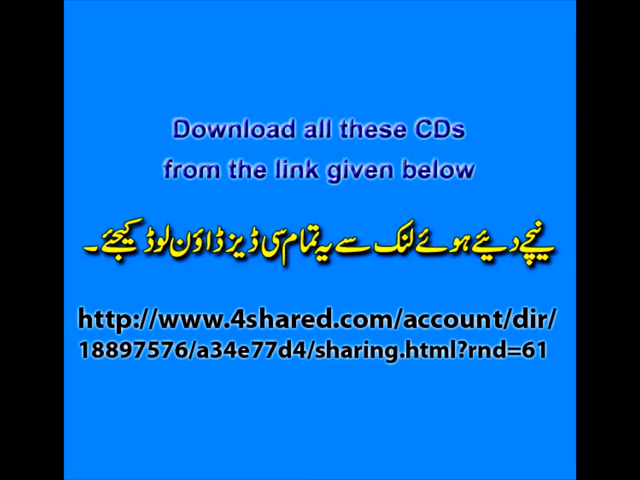 Download all these CDs
from the link given below
نیچے دیئے ہوئے لنک سے یہ تمام سی ڈیز ڈاؤن لوڈ کیجئے۔
http://www.4shared.com/account/dir/
18897576/a34e77d4/sharing.html?rnd=61